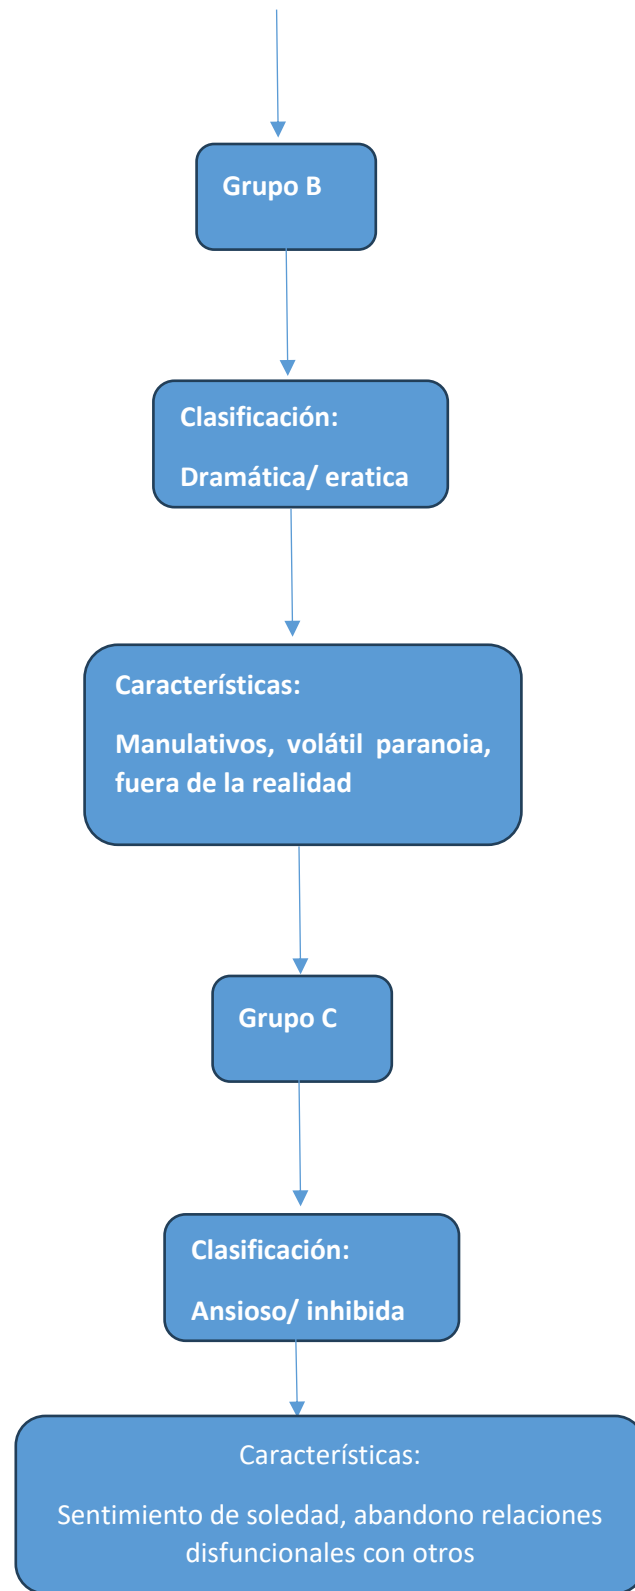 Grupo B
Clasificación:
Dramática/ eratica
Características:
Manulativos, volátil paranoia,
fuera de la realidad
Grupo C
Clasificación:
Ansioso/ inhibida
Características:
Sentimiento de soledad, abandono relaciones
disfuncionales con otros